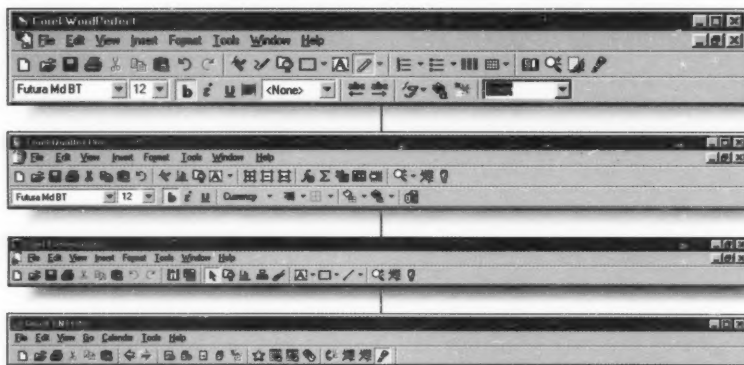 Corel WordPerfect
File Edit View Insert Format Tools Window Help
A
Futura Md BT 12 b i u <None>
abc abc
File Edit View Insert Format Tools Window Help
A Σ
Futura Md BT 12 b i u Currency
File Edit View Insert Format Tools Window Help
A
File Edit View Go Calendar Tools Help